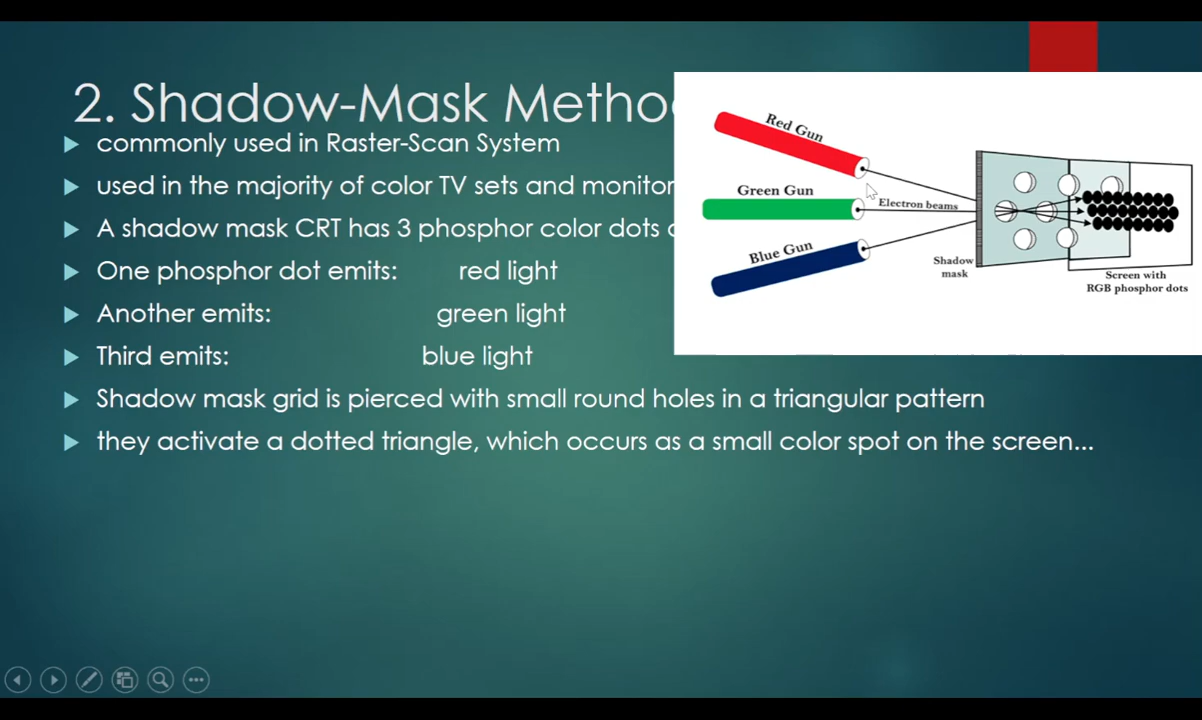 2. Shadow-Mask Metho
commonly used in Raster-Scan System
used in the majority of color TV sets and monitor
A shadow mask CRT has 3 phosphor color dots
One phosphor dot emits: red light
Another emits: green light
Third emits: blue light
Shadow mask grid is pierced with small round holes in a triangular pattern
they activate a dotted triangle, which occurs as a small color spot on the screen...
Red Gun
Green Gun
Electron beams
Blue Gun
Shadow
mask
Screen with
RGB phosphor dots